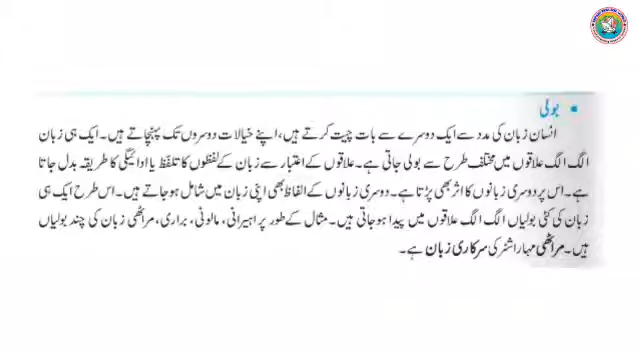 • بولی
انسان زبان کی مدد سے ایک دوسرے سے بات چیت کرتے ہیں، اپنے خیالات دوسروں تک پہنچاتے ہیں۔ ایک ہی زبان
الگ الگ علاقوں میں مختلف طرح سے بولی جاتی ہے۔ علاقوں کے اعتبار سے زبان کے لفظوں کا تلفّظ یا ادائیگی کا طریقہ بدل جاتا
ہے۔ اس پر دوسری زبانوں کا اثر بھی پڑتا ہے۔ دوسری زبانوں کے الفاظ بھی اپنی زبان میں شامل ہو جاتے ہیں۔ اس طرح ایک ہی
زبان کی کئی بولیاں الگ الگ علاقوں میں پیدا ہو جاتی ہیں۔ مثال کے طور پر اہیرانی، مالونی، براری، مراٹھی زبان کی چند بولیاں
ہیں۔ مراٹھی مہاراشٹر کی سرکاری زبان ہے۔